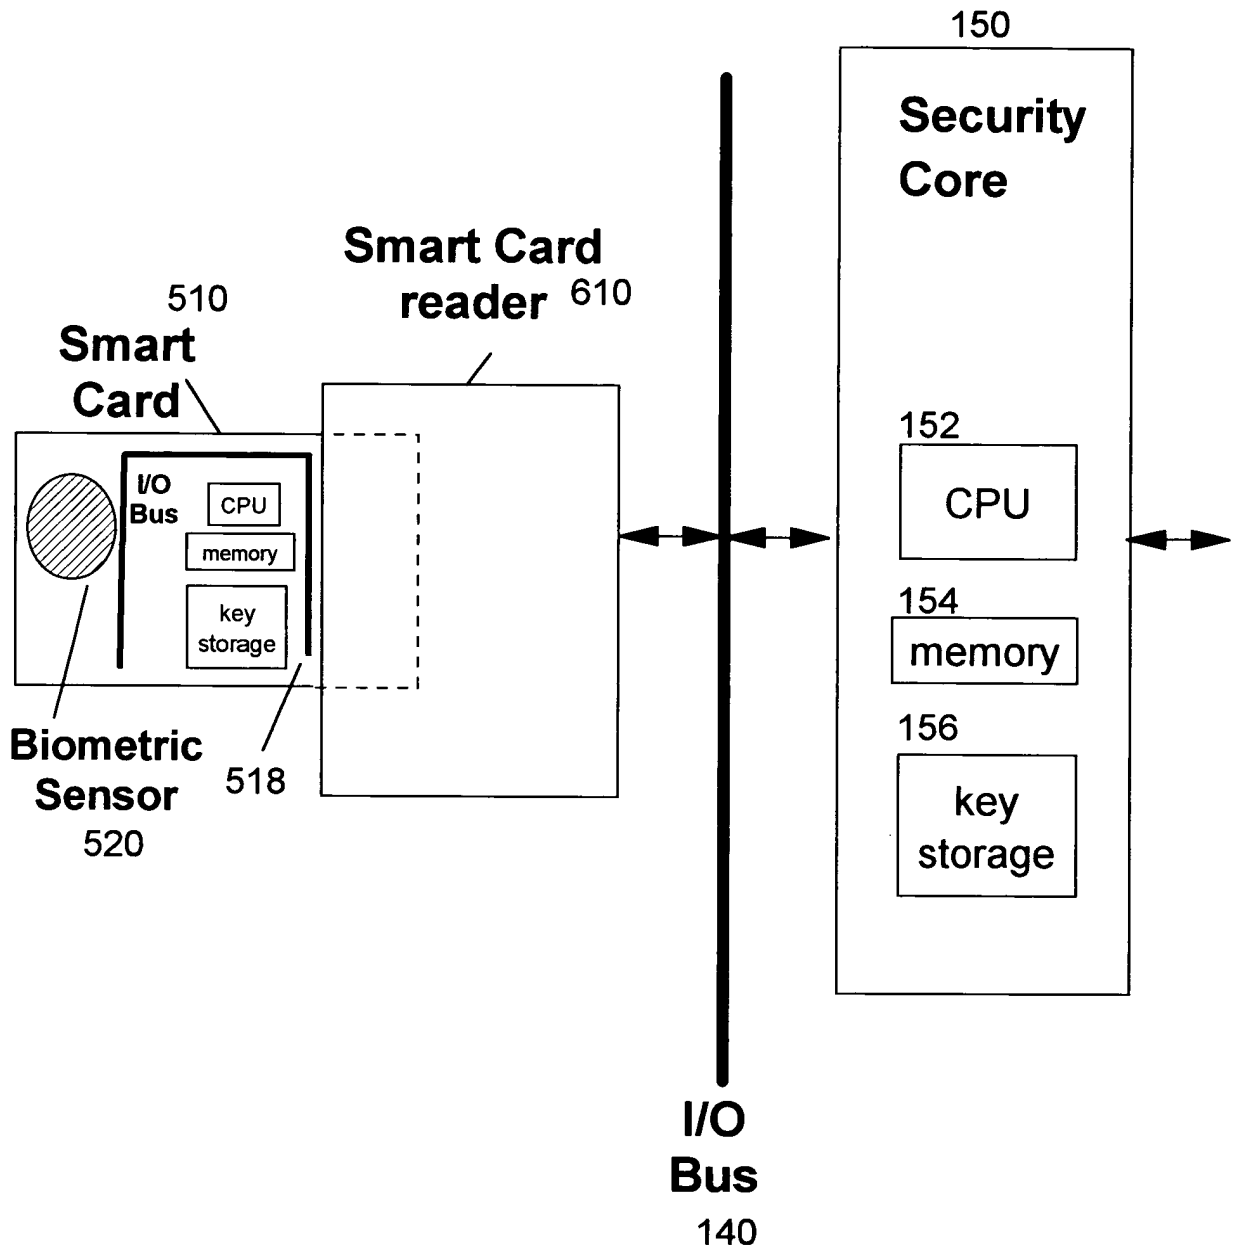 150
Security
Core
Smart Card
reader 610
510
Smart
Card
I/O
Bus
CPU
memory
key
storage
152
CPU
154
memory
156
key
storage
Biometric
Sensor
520
518
I/O
Bus
140